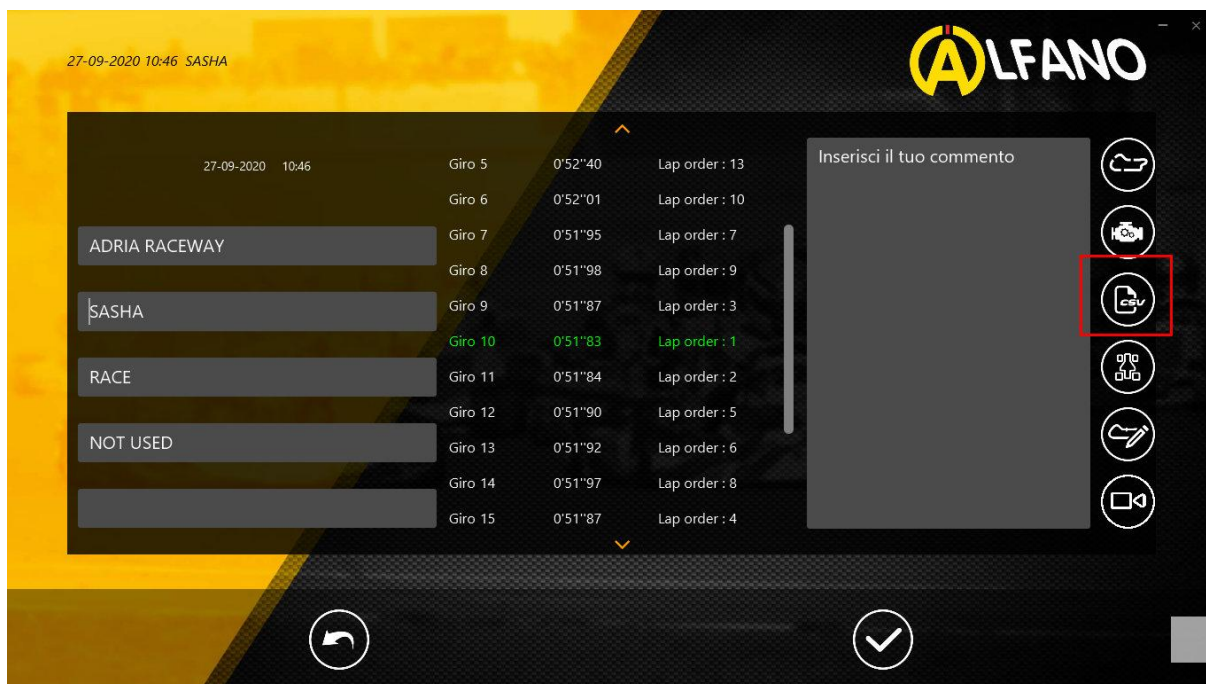 27-09-2020 10:46 SASHA
ALFANO
27-09-2020 10:46
ADRIA RACEWAY
SASHA
RACE
NOT USED
Giro 5 0'52"40 Lap order : 13
Giro 6 0'52"01 Lap order : 10
Giro 7 0'51"95 Lap order : 7
Giro 8 0'51"98 Lap order : 9
Giro 9 0'51"87 Lap order : 3
Giro 10 0'51"83 Lap order : 1
Giro 11 0'51"84 Lap order : 2
Giro 12 0'51"90 Lap order : 5
Giro 13 0'51"92 Lap order : 6
Giro 14 0'51"97 Lap order : 8
Giro 15 0'51"87 Lap order : 4
Inserisci il tuo commento
csv